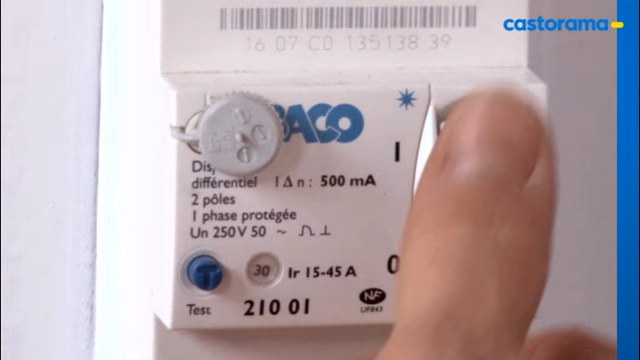 castorama
16 07 C0 135138 39
BACO
I
différentiel I Δ n : 500 mA
2 pôles
1 phase protégée
Un 250 V 50 ~
0
30 Ir 15-45 A
NF
Test 210 01